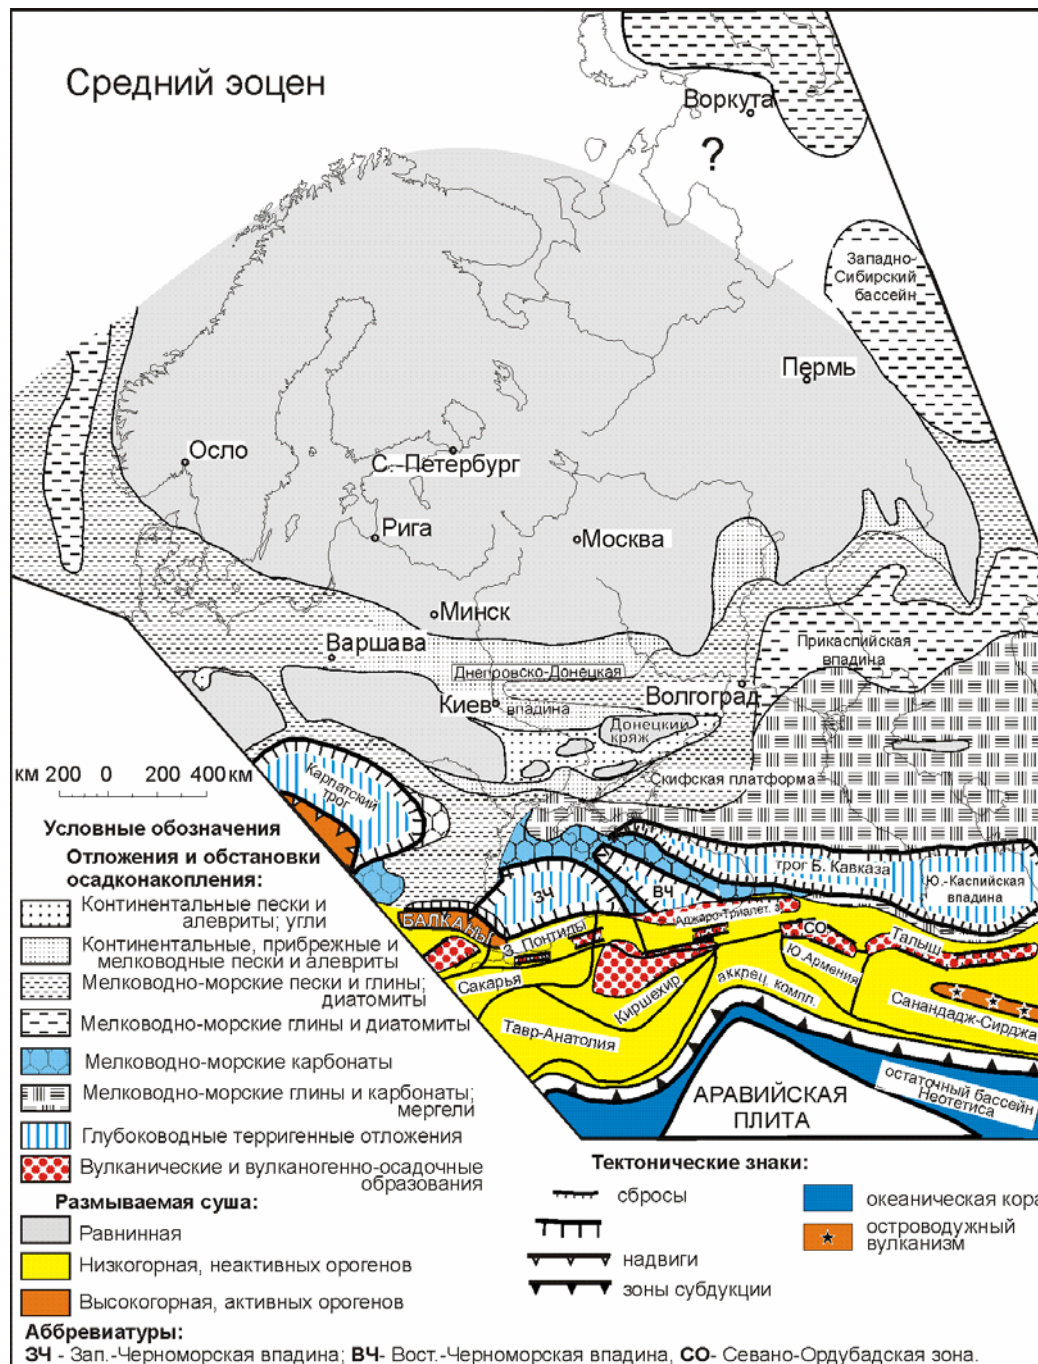 Средний эоцен
Воркута
?
Западно-
Сибирский
бассейн
Пермь
Осло
С.-Петербург
Рига
Москва
Минск
Варшава
Прикаспийская
впадина
Днепровско-Донецкая
впадина
Киев
Волгоград
Донецкий
кряж
Скифская платформа
Карпатский
трог
км 200 0 200 400 км
трог Б. Кавказа
Ю.-Каспийская
впадина
ЗЧ
ВЧ
БАЛКАНЫ
З. Понтиды
Аджаро-Триалет. з.
СО
Талыш
Сакарья
Киршехир
Ю.Армения
аккрец. компл.
Санандадж-Сирджа
Тавр-Анатолия
АРАВИЙСКАЯ
ПЛИТА
остаточный бассейн
Неотетиса
Условные обозначения
Отложения и обстановки
осадконакопления:
Континентальные пески и
алевриты; угли
Континентальные, прибрежные и
мелководные пески и алевриты
Мелководно-морские пески и глины;
диатомиты
Мелководно-морские глины и диатомиты
Мелководно-морские карбонаты
Мелководно-морские глины и карбонаты;
мергели
Глубоководные терригенные отложения
Вулканические и вулканогенно-осадочные
образования
Размываемая суша:
Равнинная
Низкогорная, неактивных орогенов
Высокогорная, активных орогенов
Тектонические знаки:
сбросы
надвиги
зоны субдукции
океаническая кора
островодужный
вулканизм
Аббревиатуры:
ЗЧ - Зап.-Черноморская впадина; ВЧ- Вост.-Черноморская впадина, СО- Севано-Ордубадская зона.